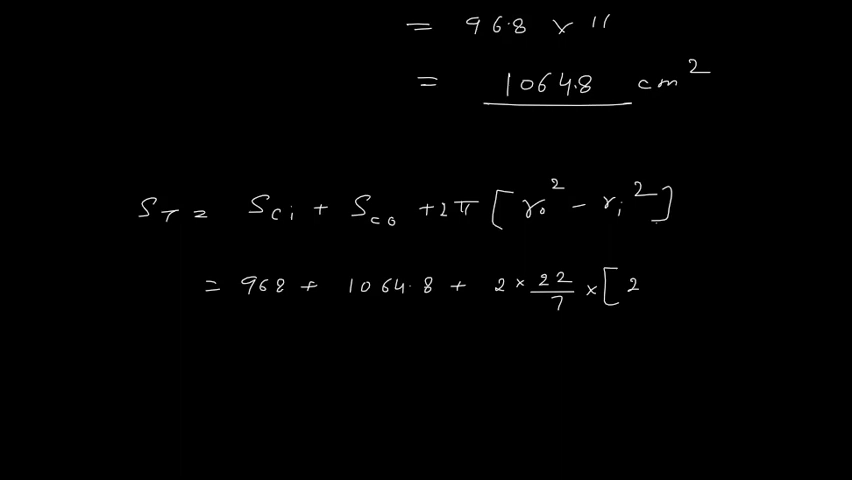 = 96.8 × 11
= 1064.8 cm²
S_T = S_ci + S_co + 2π [ r_o² - r_i² ]
= 968 + 1064.8 + 2 × 22/7 × [ 2